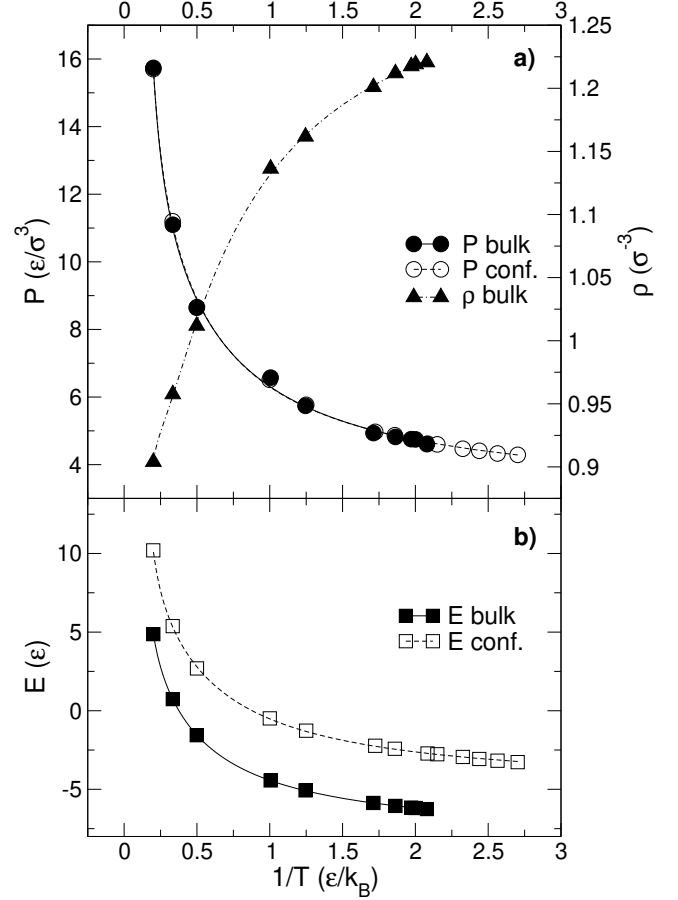 0 0.5 1 1.5 2 2.5 3
a)
16
14
12
10
8
6
4
P (ε/σ³)
1.25
1.2
1.15
1.1
1.05
1
0.95
0.9
ρ (σ⁻³)
P bulk
P conf.
ρ bulk
b)
10
5
0
-5
E (ε)
E bulk
E conf.
0 0.5 1 1.5 2 2.5 3
1/T (ε/k_B)